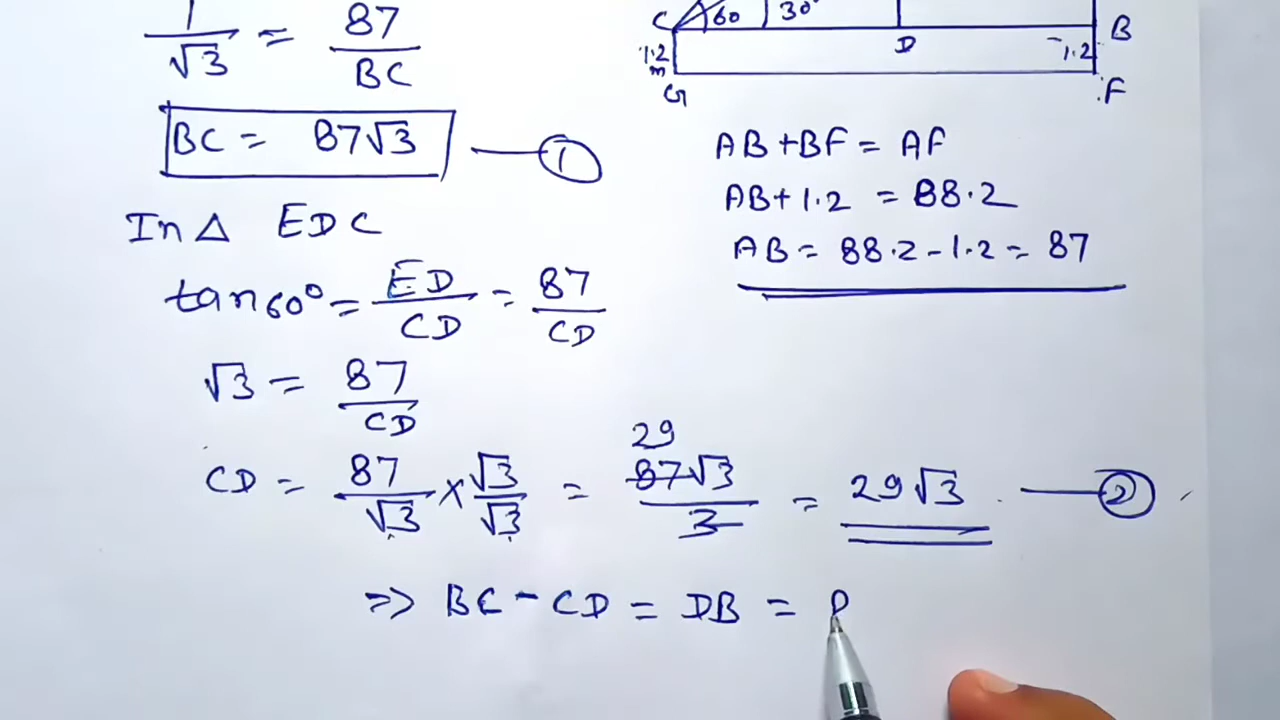 1/√3 = 87/BC
BC = 87√3 —— ①
In △ EDC
tan60° = ED/CD = 87/CD
√3 = 87/CD
CD = 87/√3 × √3/√3 = 29 87√3/3 = 29√3 —— ②
⇒ BC - CD = DB =
C 60 30° D B
1.2 m 1.2
G F
AB + BF = AF
AB + 1.2 = 88.2
AB = 88.2 - 1.2 = 87